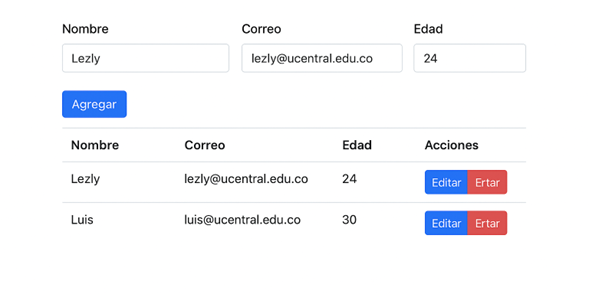 Nombre Correo Edad
Lezly lezly@ucentral.edu.co 24
Agregar
Nombre Correo Edad Acciones
Lezly lezly@ucentral.edu.co 24 Editar Ertar
Luis luis@ucentral.edu.co 30 Editar Ertar